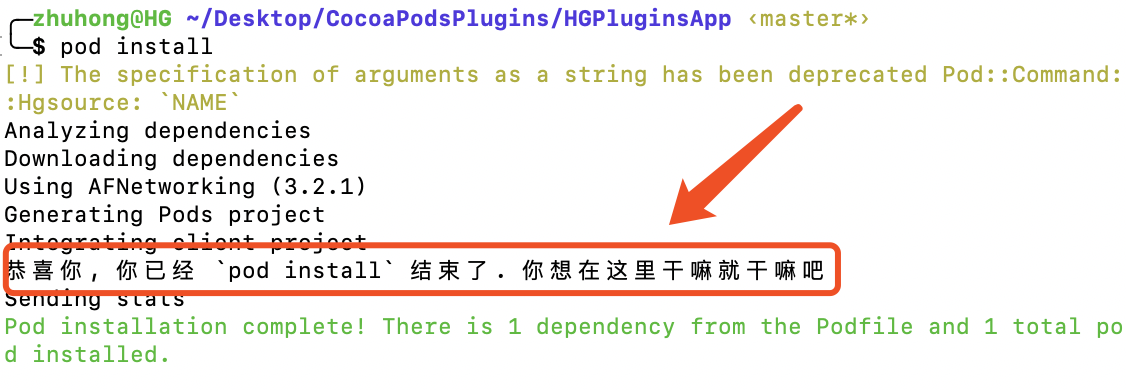 zhuhong@HG ~/Desktop/CocoaPodsPlugins/HGPluginsApp ‹master*›
$ pod install
[!] The specification of arguments as a string has been deprecated Pod::Command:
:Hgsource: `NAME`
Analyzing dependencies
Downloading dependencies
Using AFNetworking (3.2.1)
Generating Pods project
Integrating client project
恭喜你, 你已经 `pod install` 结束了. 你想在这里干嘛就干嘛吧
Sending stats
Pod installation complete! There is 1 dependency from the Podfile and 1 total po
d installed.